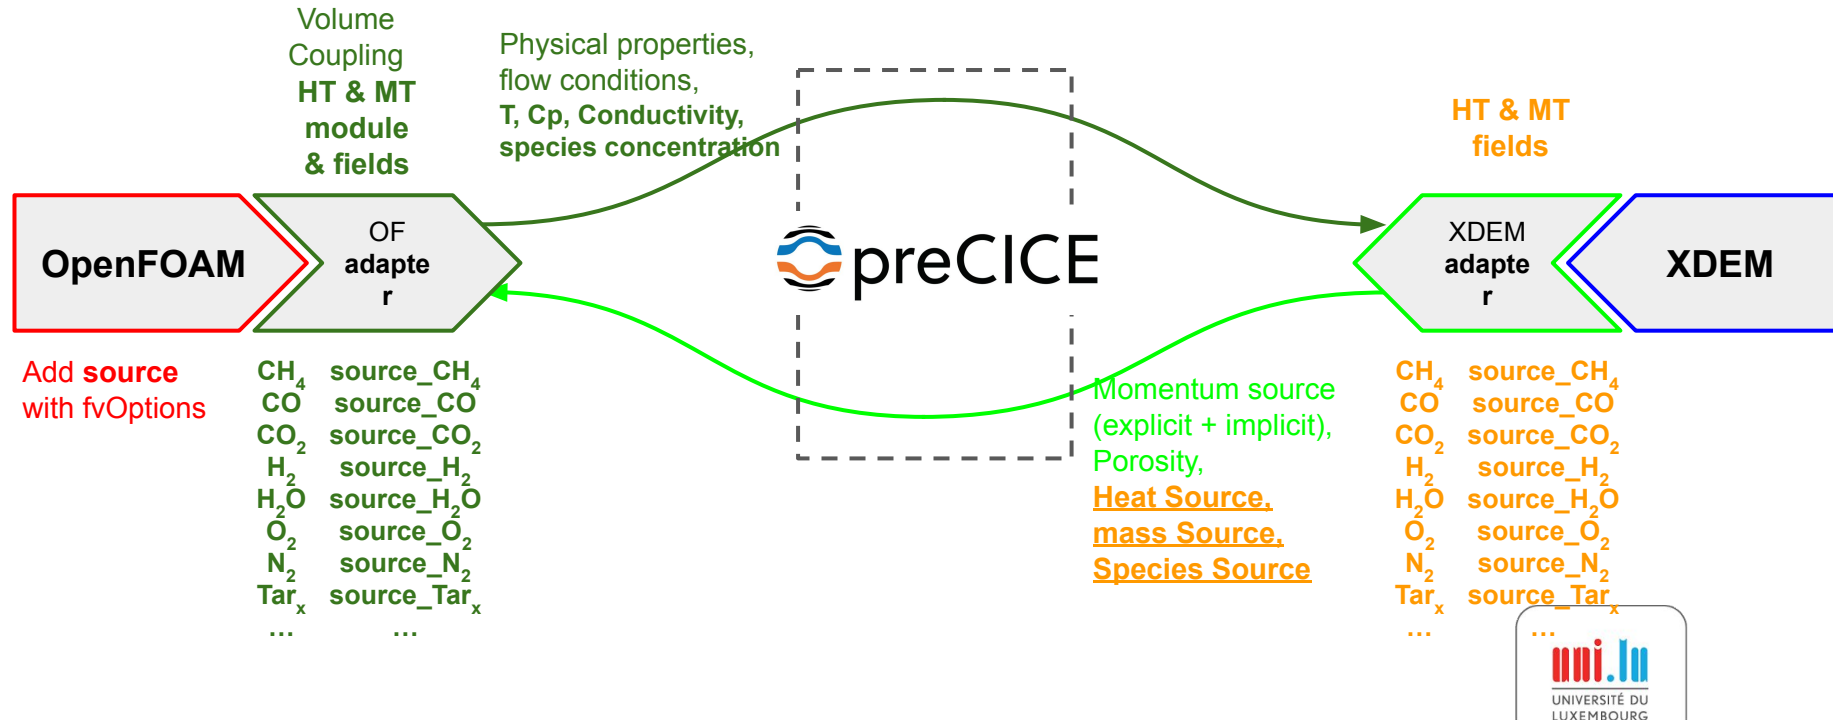 Volume
Coupling
HT & MT
module
& fields
Physical properties,
flow conditions,
T, Cp, Conductivity,
species concentration
HT & MT
fields
OpenFOAM
OF
adapte
r
preCICE
XDEM
adapte
r
XDEM
Add source
with fvOptions
CH4 source_CH4
CO source_CO
CO2 source_CO2
H2 source_H2
H2O source_H2O
O2 source_O2
N2 source_N2
Tarx source_Tarx
... ...
Momentum source
(explicit + implicit),
Porosity,
Heat Source,
mass Source,
Species Source
CH4 source_CH4
CO source_CO
CO2 source_CO2
H2 source_H2
H2O source_H2O
O2 source_O2
N2 source_N2
Tarx source_Tarx
... ...
uni.lu
UNIVERSITÉ DU
LUXEMBOURG